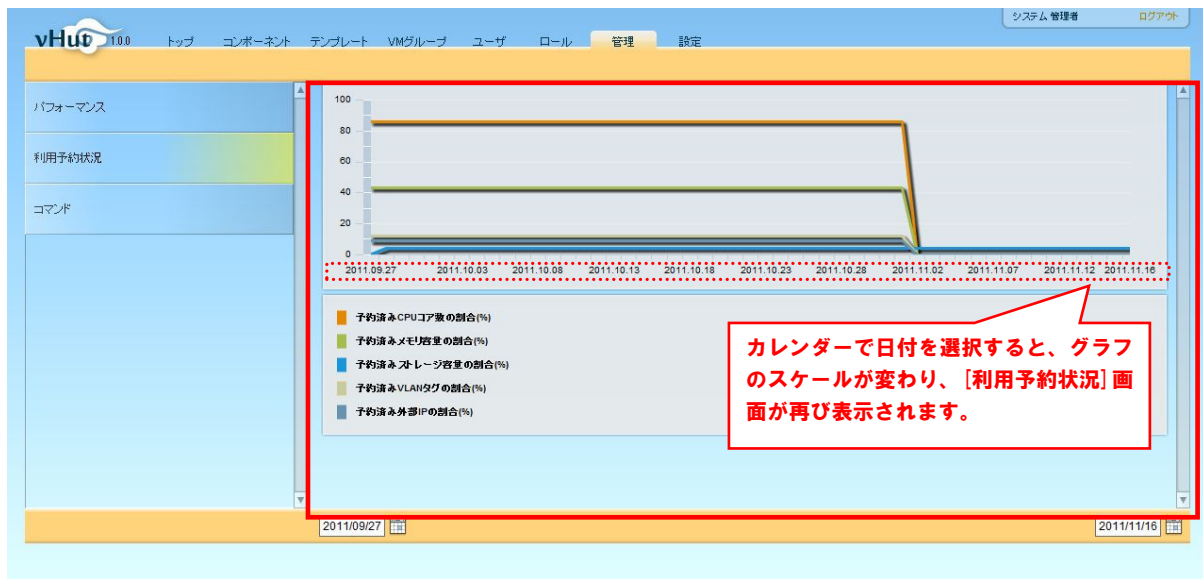 システム 管理者 ログアウト
vHut 1.0.0 トップ コンポーネント テンプレート VMグループ ユーザ ロール 管理 設定
パフォーマンス
利用予約状況
コマンド
100
80
60
40
20
0
2011.09.27 2011.10.03 2011.10.08 2011.10.13 2011.10.18 2011.10.23 2011.10.28 2011.11.02 2011.11.07 2011.11.12 2011.11.16
予約済みCPUコア数の割合(%)
予約済みメモリ容量の割合(%)
予約済みストレージ容量の割合(%)
予約済みVLANタグの割合(%)
予約済み外部IPの割合(%)
カレンダーで日付を選択すると、グラフ
のスケールが変わり、[利用予約状況]画
面が再び表示されます。
2011/09/27 2011/11/16